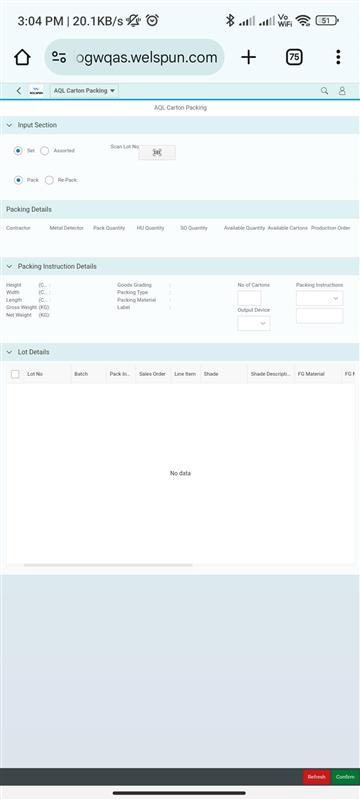 3:04 PM | 20.1KB/s
Vo WiFi
51
ogwqas.welspun.com
75
WELSPUN
AQL Carton Packing
AQL Carton Packing
Input Section
Set
Assorted
Scan Lot No
Pack
Re-Pack
Packing Details
Contractor
Metal Detector
Pack Quantity
HU Quantity
SO Quantity
Available Quantity
Available Cartons
Production Order
Packing Instruction Details
Height (C... :
Width (C... :
Length (C... :
Gross Weight (KG):
Net Weight (KG):
Goods Grading :
Packing Type :
Packing Material :
Label :
No of Cartons
Output Device
Packing Instructions
Lot Details
Lot No
Batch
Pack In...
Sales Order
Line Item
Shade
Shade Descripti...
FG Material
FG M
No data
Refresh
Confirm